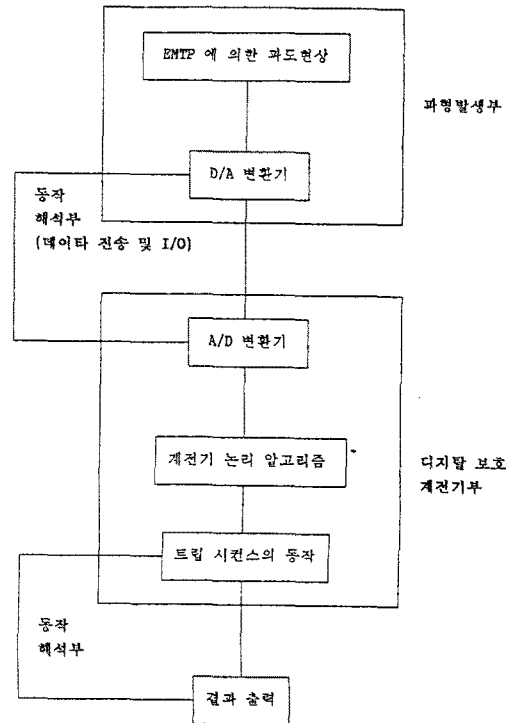 EMTP 에 의한 과도현상
파형발생부
D/A 변환기
동작
해석부
(데이타 전송 및 I/O)
A/D 변환기
계전기 논리 알고리즘
디지탈 보호
계전기부
트립 시컨스의 동작
동작
해석부
결과 출력